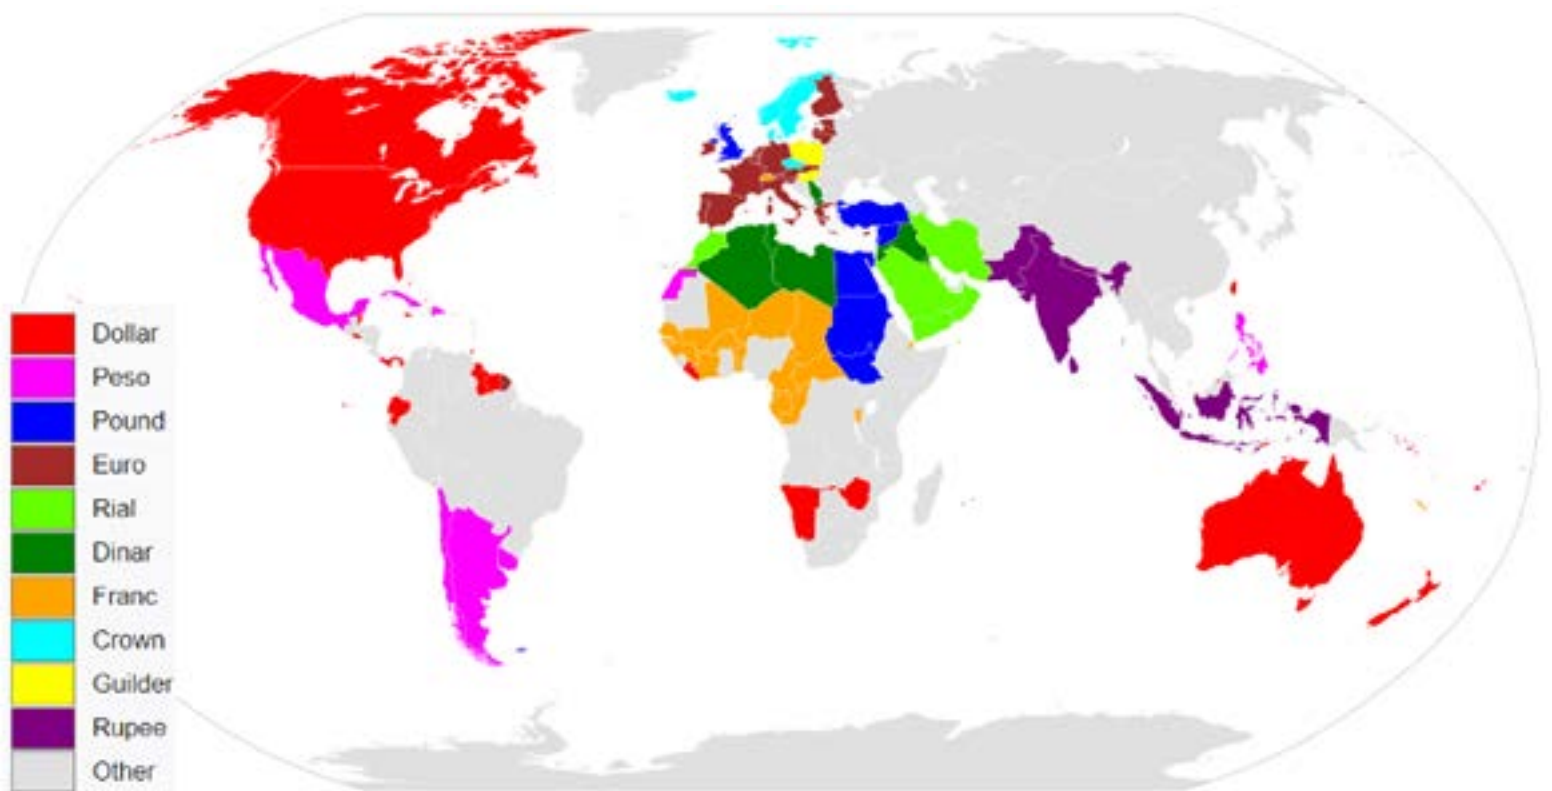 Dollar
Peso
Pound
Euro
Rial
Dinar
Franc
Crown
Guilder
Rupee
Other